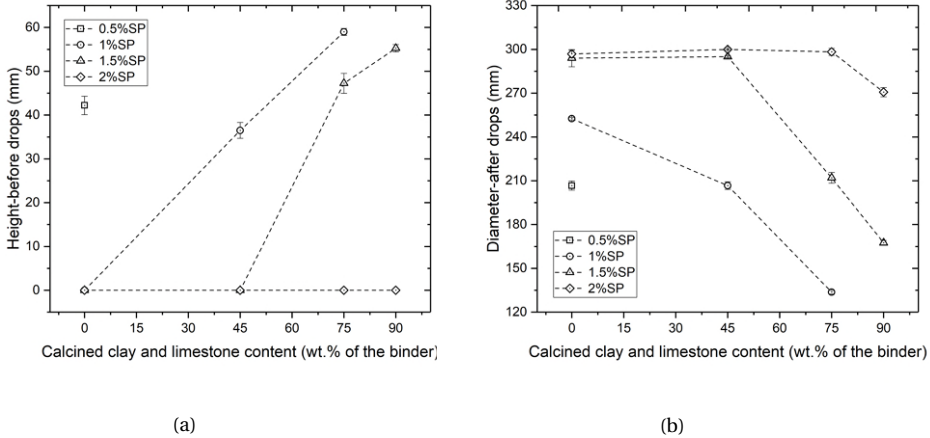 60
50
40
30
20
10
0
Height-before drops (mm)
0.5%SP
1%SP
1.5%SP
2%SP
0 15 30 45 60 75 90
Calcined clay and limestone content (wt.% of the binder)
(a)
330
300
270
240
210
180
150
120
Diameter-after drops (mm)
0.5%SP
1%SP
1.5%SP
2%SP
0 15 30 45 60 75 90
Calcined clay and limestone content (wt.% of the binder)
(b)